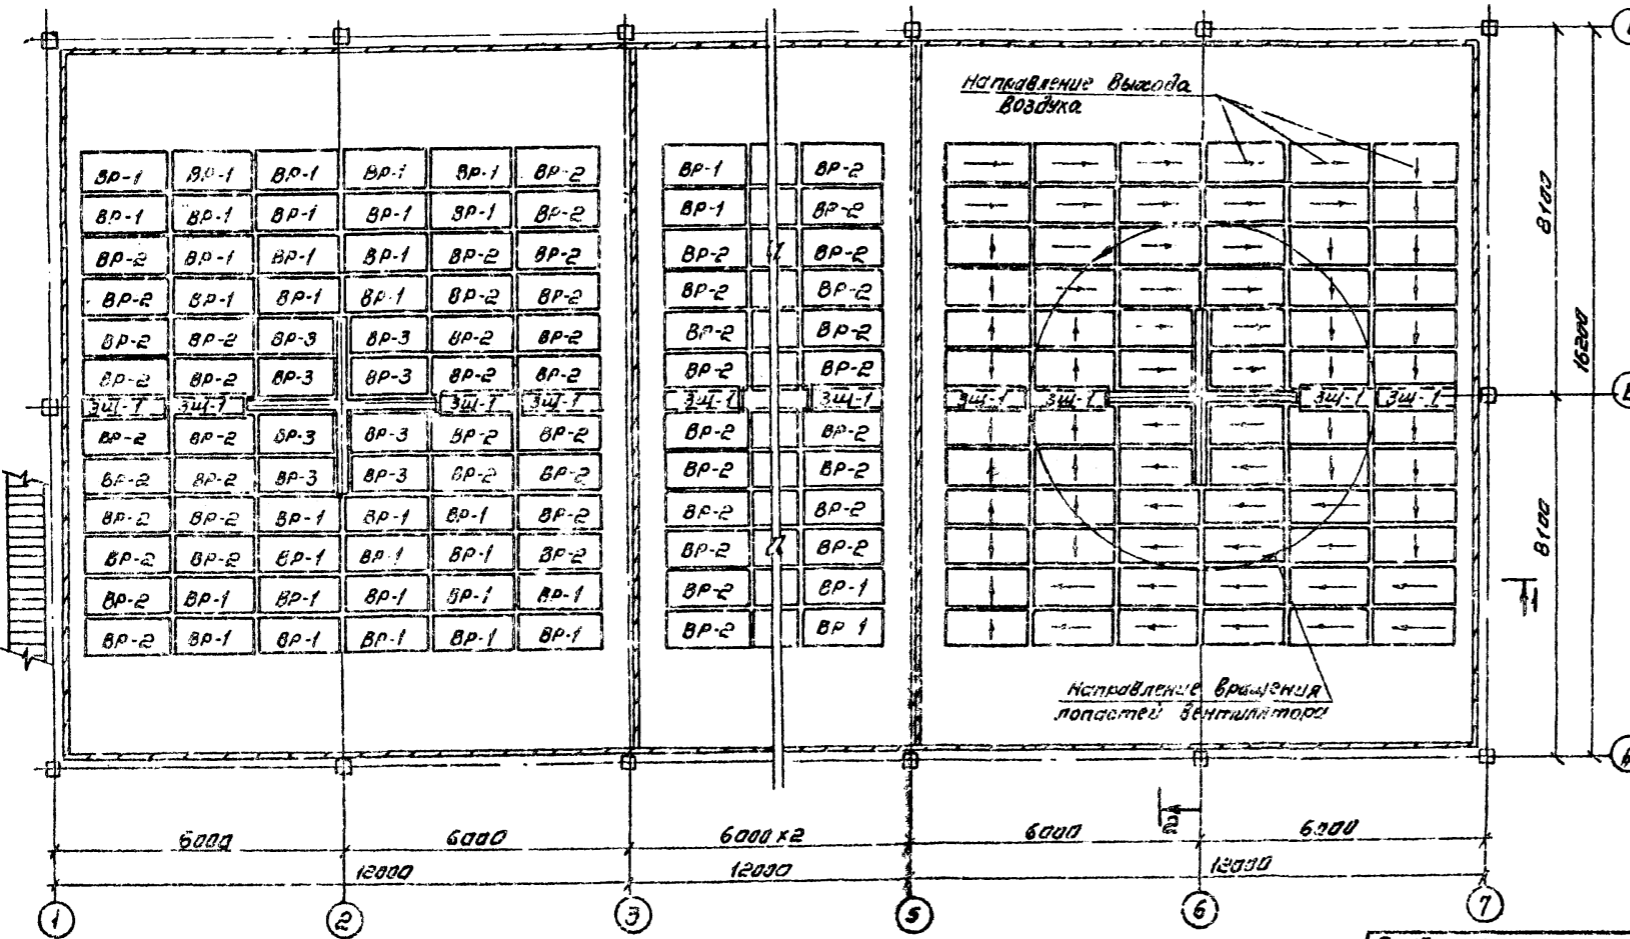 Направление выхода
воздуха
ВР-1 ВР-1 ВР-1 ВР-1 ВР-1 ВР-2 ВР-1 ВР-2
ВР-1 ВР-1 ВР-1 ВР-1 ВР-1 ВР-2 ВР-1 ВР-2
ВР-2 ВР-1 ВР-1 ВР-1 ВР-2 ВР-2 ВР-2 ВР-2
ВР-2 ВР-1 ВР-1 ВР-1 ВР-2 ВР-2 ВР-2 ВР-2
ВР-2 ВР-2 ВР-3 ВР-3 ВР-2 ВР-2 ВР-2 ВР-2
ВР-2 ВР-2 ВР-3 ВР-3 ВР-2 ВР-2 ВР-2 ВР-2
ЗЩ-1 ЗЩ-1 ЗЩ-1 ЗЩ-1 ЗЩ-1 ЗЩ-1 ЗЩ-1 ЗЩ-1 ЗЩ-1 ЗЩ-1
ВР-2 ВР-2 ВР-3 ВР-3 ВР-2 ВР-2 ВР-2 ВР-2
ВР-2 ВР-2 ВР-3 ВР-3 ВР-2 ВР-2 ВР-2 ВР-2
ВР-2 ВР-2 ВР-1 ВР-1 ВР-1 ВР-2 ВР-2 ВР-2
ВР-2 ВР-2 ВР-1 ВР-1 ВР-1 ВР-2 ВР-2 ВР-2
ВР-2 ВР-1 ВР-1 ВР-1 ВР-1 ВР-1 ВР-2 ВР-1
ВР-2 ВР-1 ВР-1 ВР-1 ВР-1 ВР-1 ВР-2 ВР 1
8100
16200
8100
1
Направление вращения
лопастей вентилятора
2
6000 6000 6000×2 6000 6000
12000 12000 12000
1 2 3 5 6 7